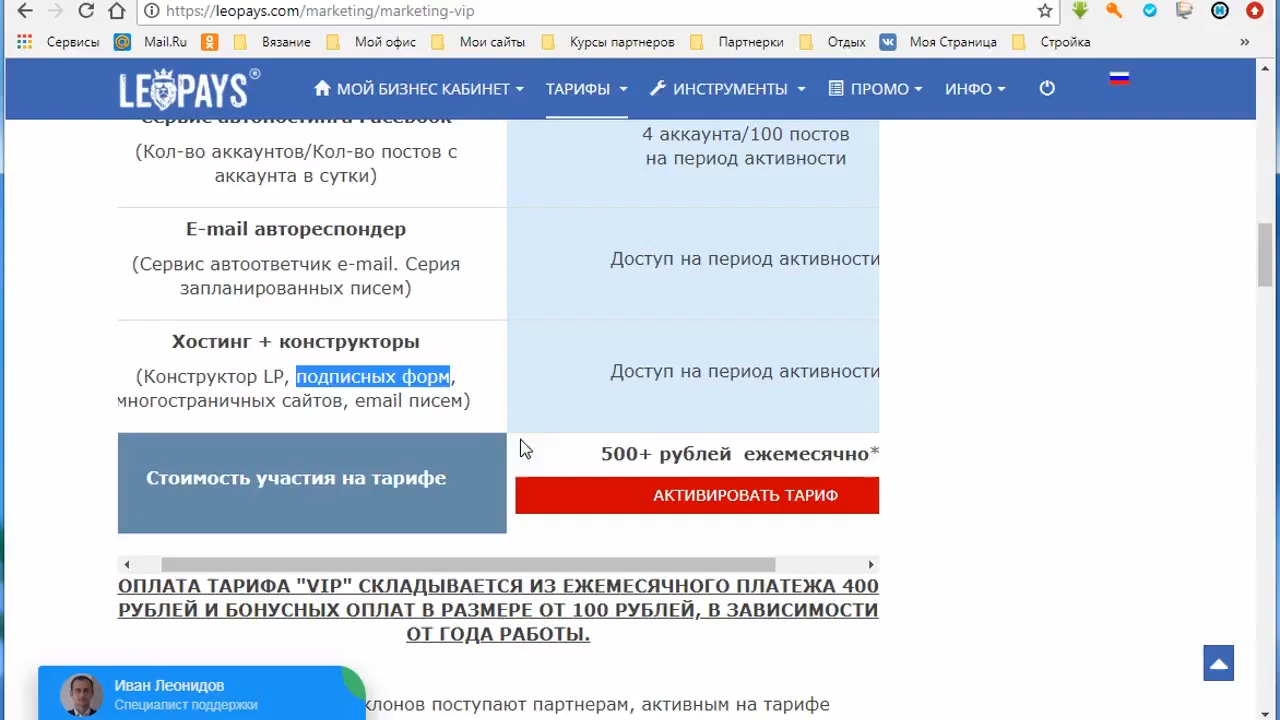 https://leopays.com/marketing/marketing-vip
Сервисы Mail.Ru Вязание Мой офис Мои сайты Курсы партнеров Партнерки Отдых Моя Страница Стройка »
LEOPAYS® МОЙ БИЗНЕС КАБИНЕТ ТАРИФЫ ИНСТРУМЕНТЫ ПРОМО ИНФО
Сервис автопостинга Facebook
(Кол-во аккаунтов/Кол-во постов с
аккаунта в сутки)
4 аккаунта/100 постов
на период активности
E-mail автореспондер
(Сервис автоответчик e-mail. Серия
запланированных писем)
Доступ на период активности
Хостинг + конструкторы
(Конструктор LP, подписных форм,
многостраничных сайтов, email писем)
Доступ на период активности
Стоимость участия на тарифе
500+ рублей ежемесячно*
АКТИВИРОВАТЬ ТАРИФ
ОПЛАТА ТАРИФА "VIP" СКЛАДЫВАЕТСЯ ИЗ ЕЖЕМЕСЯЧНОГО ПЛАТЕЖА 400
РУБЛЕЙ И БОНУСНЫХ ОПЛАТ В РАЗМЕРЕ ОТ 100 РУБЛЕЙ, В ЗАВИСИМОСТИ
ОТ ГОДА РАБОТЫ.
Иван Леонидов
Специалист поддержки
клонов поступают партнерам, активным на тарифе